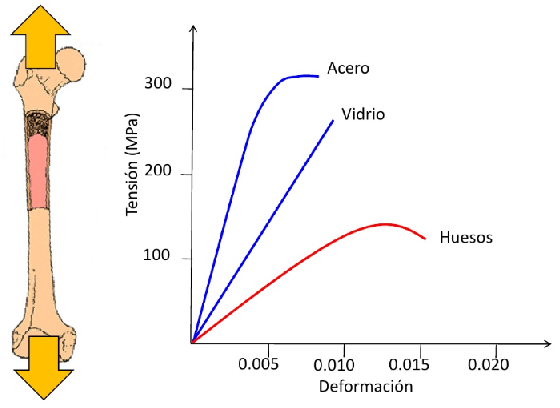 Acero
300
Vidrio
Tensión (MPa)
200
Huesos
100
0.005 0.010 0.015 0.020
Deformación